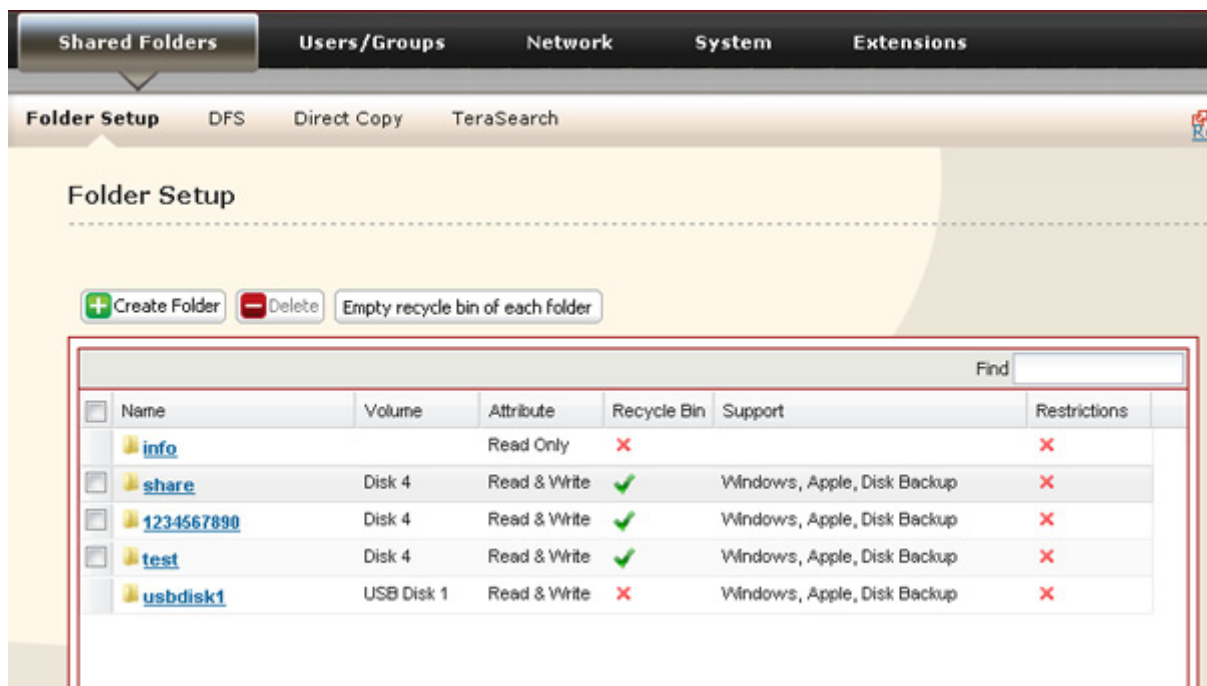 Shared Folders Users/Groups Network System Extensions
Folder Setup DFS Direct Copy TeraSearch
Folder Setup
Create Folder Delete Empty recycle bin of each folder
Find
Name Volume Attribute Recycle Bin Support Restrictions
info Read Only
share Disk 4 Read & Write Windows, Apple, Disk Backup
1234567890 Disk 4 Read & Write Windows, Apple, Disk Backup
test Disk 4 Read & Write Windows, Apple, Disk Backup
usbdisk1 USB Disk 1 Read & Write Windows, Apple, Disk Backup